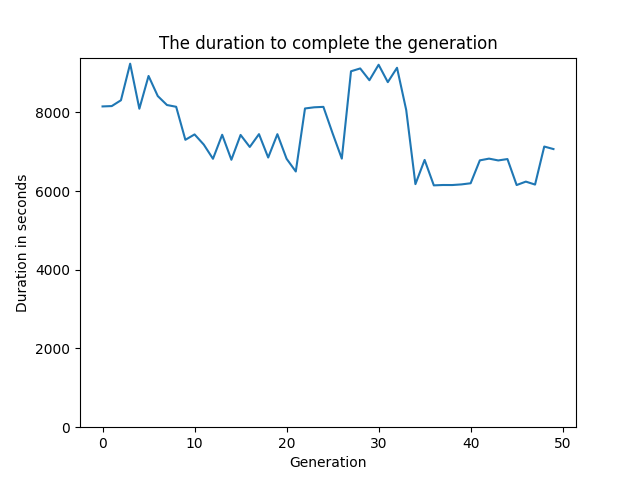 The duration to complete the generation
8000
6000
4000
2000
0
Duration in seconds
0 10 20 30 40 50
Generation